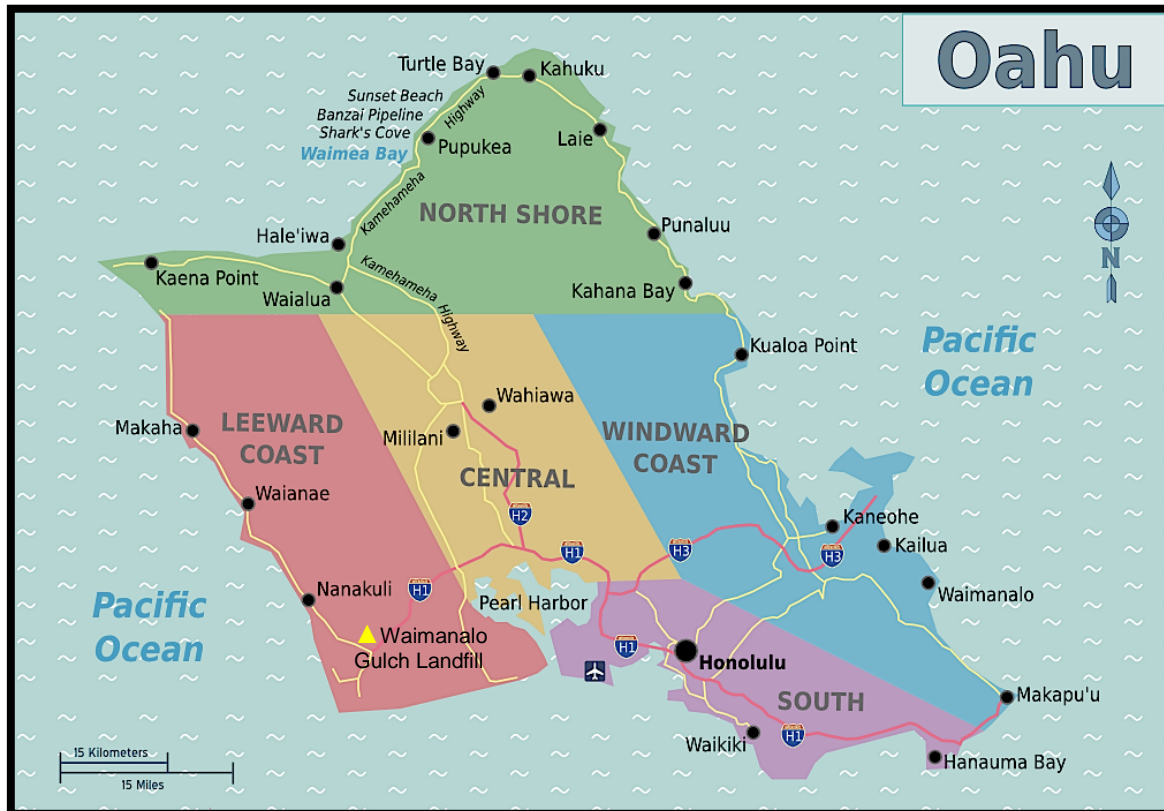 Oahu
Turtle Bay
Kahuku
Sunset Beach
Banzai Pipeline
Shark's Cove
Waimea Bay
Highway
Pupukea
Laie
Kamehameha
NORTH SHORE
Punaluu
Hale'iwa
Kaena Point
Kamehameha Highway
Waialua
Kahana Bay
N
Kualoa Point
Pacific
Ocean
Wahiawa
Makaha
LEEWARD
COAST
Mililani
WINDWARD
COAST
CENTRAL
Waianae
H2
Kaneohe
H1
H3
H3
Kailua
Nanakuli
H1
Pearl Harbor
Waimanalo
Pacific
Ocean
Waimanalo
Gulch Landfill
H1
Honolulu
SOUTH
Makapu'u
Waikiki
H1
Hanauma Bay
15 Kilometers
15 Miles